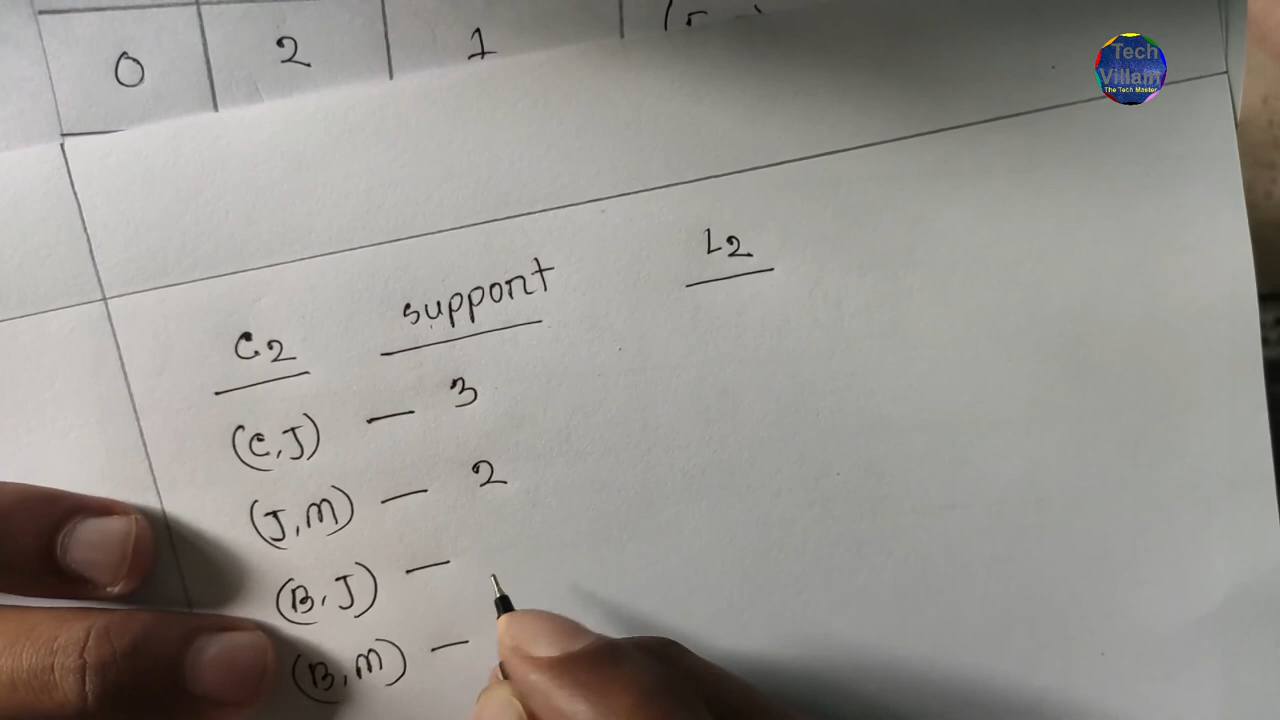 0 2 1
Tech
Villain
The Tech Master
C2 support L2
(C,J) — 3
(J,M) — 2
(B,J) —
(B,M) —